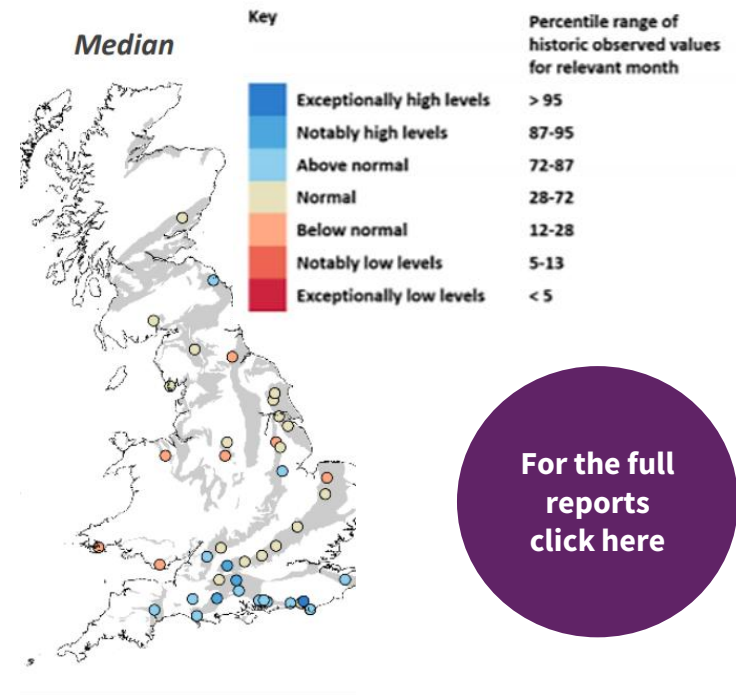 Median
Key
Percentile range of
historic observed values
for relevant month
Exceptionally high levels > 95
Notably high levels 87-95
Above normal 72-87
Normal 28-72
Below normal 12-28
Notably low levels 5-13
Exceptionally low levels < 5
For the full
reports
click here